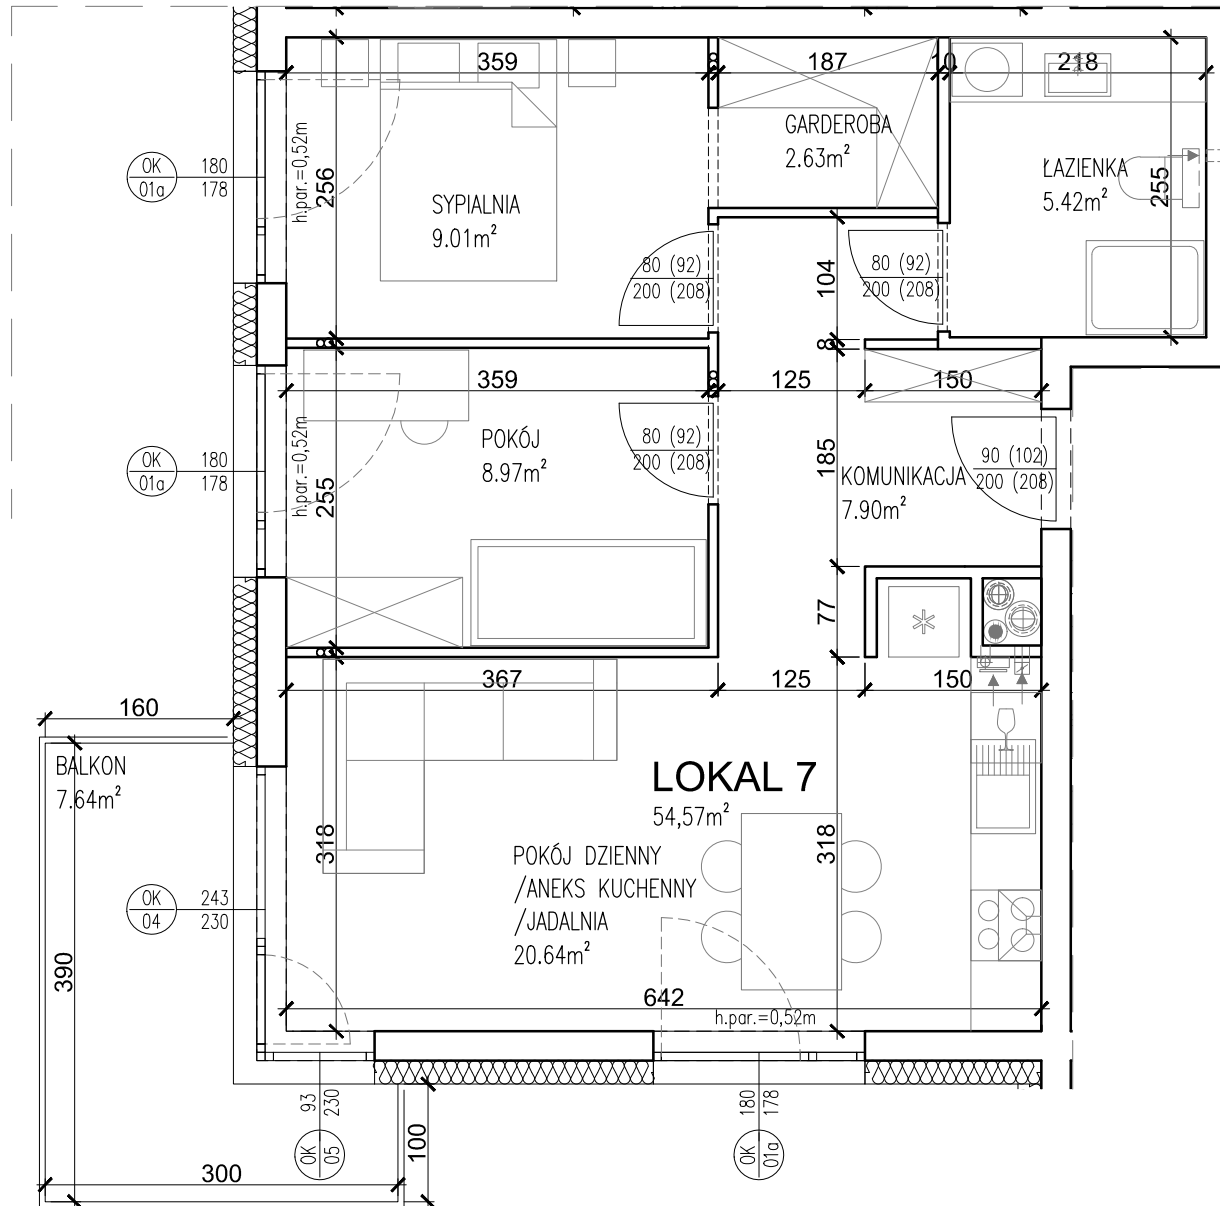 359
187
10
218
GARDEROBA
2.63m²
ŁAZIENKA
5.42m²
255
OK
01a
180
178
h.par.=0,52m
256
SYPIALNIA
9.01m²
80 (92)
200 (208)
104
80 (92)
200 (208)
8
359
125
150
OK
01a
180
178
h.par.=0,52m
255
POKÓJ
8.97m²
80 (92)
200 (208)
185
KOMUNIKACJA
7.90m²
90 (102)
200 (208)
77
367
125
150
160
BALKON
7.64m²
LOKAL 7
54,57m²
318
318
POKÓJ DZIENNY
/ANEKS KUCHENNY
/JADALNIA
20.64m²
OK
04
243
230
390
642
h.par.=0,52m
93
230
OK
05
180
178
OK
01a
100
300